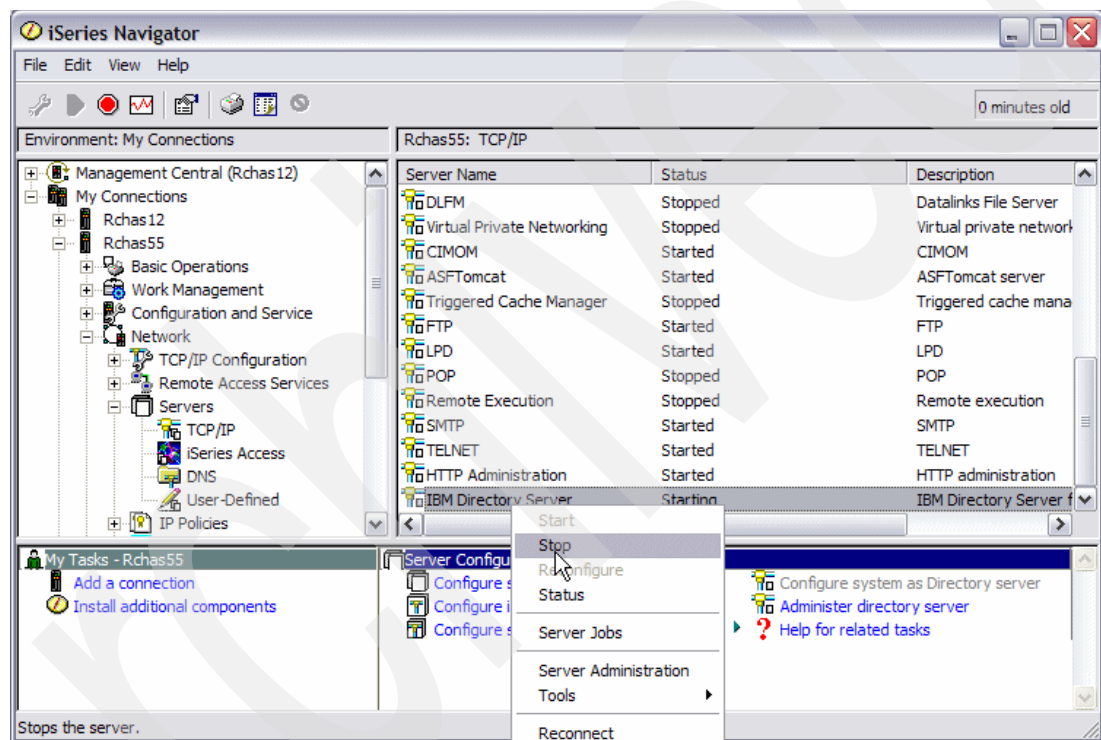 iSeries Navigator
File Edit View Help
0 minutes old
Environment: My Connections
Rchas55: TCP/IP
Management Central (Rchas12)
My Connections
Rchas12
Rchas55
Basic Operations
Work Management
Configuration and Service
Network
TCP/IP Configuration
Remote Access Services
Servers
TCP/IP
iSeries Access
DNS
User-Defined
IP Policies
Server Name Status Description
DLFM Stopped Datalinks File Server
Virtual Private Networking Stopped Virtual private network
CIMOM Started CIMOM
ASFTomcat Started ASFTomcat server
Triggered Cache Manager Stopped Triggered cache mana
FTP Started FTP
LPD Started LPD
POP Stopped POP
Remote Execution Stopped Remote execution
SMTP Started SMTP
TELNET Started TELNET
HTTP Administration Started HTTP administration
IBM Directory Server Starting IBM Directory Server f
Start
Stop
Reconfigure
Status
Server Jobs
Server Administration
Tools
Reconnect
My Tasks - Rchas55
Add a connection
Install additional components
Server Configu
Configure s
Configure i
Configure s
Configure system as Directory server
Administer directory server
Help for related tasks
Stops the server.